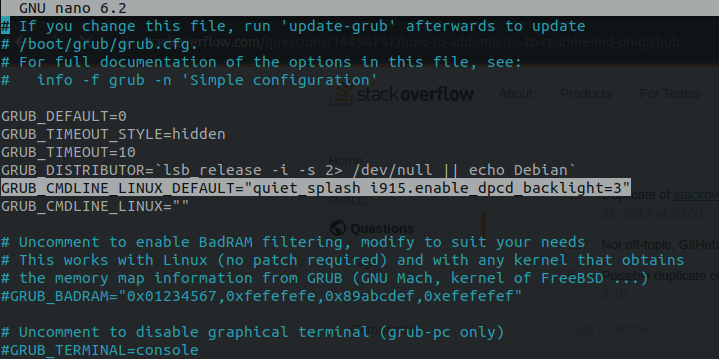 GNU nano 6.2
# If you change this file, run 'update-grub' afterwards to update
# /boot/grub/grub.cfg.
# For full documentation of the options in this file, see:
#   info -f grub -n 'Simple configuration'
GRUB_DEFAULT=0
GRUB_TIMEOUT_STYLE=hidden
GRUB_TIMEOUT=10
GRUB_DISTRIBUTOR=`lsb_release -i -s 2> /dev/null || echo Debian`
GRUB_CMDLINE_LINUX_DEFAULT="quiet_splash i915.enable_dpcd_backlight=3"
GRUB_CMDLINE_LINUX=""
# Uncomment to enable BadRAM filtering, modify to suit your needs
# This works with Linux (no patch required) and with any kernel that obtains
# the memory map information from GRUB (GNU Mach, kernel of FreeBSD ...)
#GRUB_BADRAM="0x01234567,0xfefefefe,0x89abcdef,0xefefefef"
# Uncomment to disable graphical terminal (grub-pc only)
#GRUB_TERMINAL=console
overflow.com/questions/14494747/how-to-add-images-to-readme-md-on-github
stackoverflow
About
Products
For Teams
Home
PUBLIC
Questions
Duplicate of stackov
22, 2013 at 20:00
Not off-topic, GitHub
Possible duplicate o
9:10
Add a comment